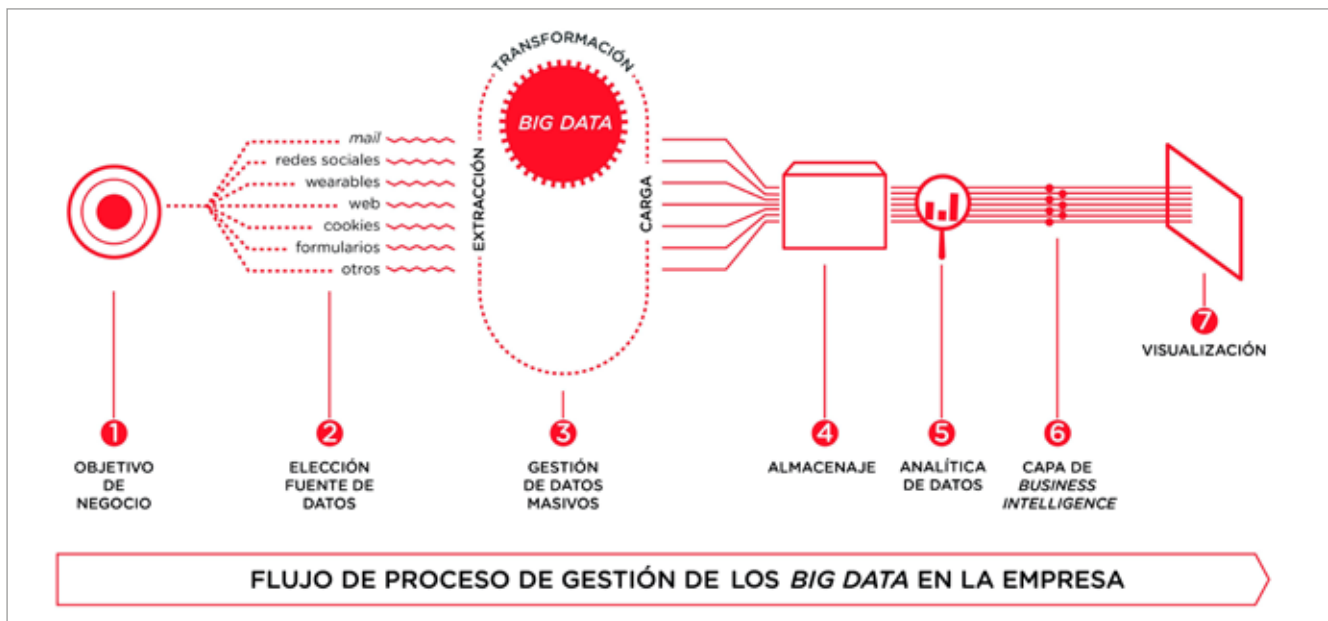 TRANSFORMACIÓN
BIG DATA
EXTRACCIÓN
CARGA
mail
redes sociales
wearables
web
cookies
formularios
otros
1
OBJETIVO
DE
NEGOCIO
2
ELECCIÓN
FUENTE DE
DATOS
3
GESTIÓN
DE DATOS
MASIVOS
4
ALMACENAJE
5
ANALÍTICA
DE DATOS
6
CAPA DE
BUSINESS
INTELLIGENCE
7
VISUALIZACIÓN
FLUJO DE PROCESO DE GESTIÓN DE LOS BIG DATA EN LA EMPRESA